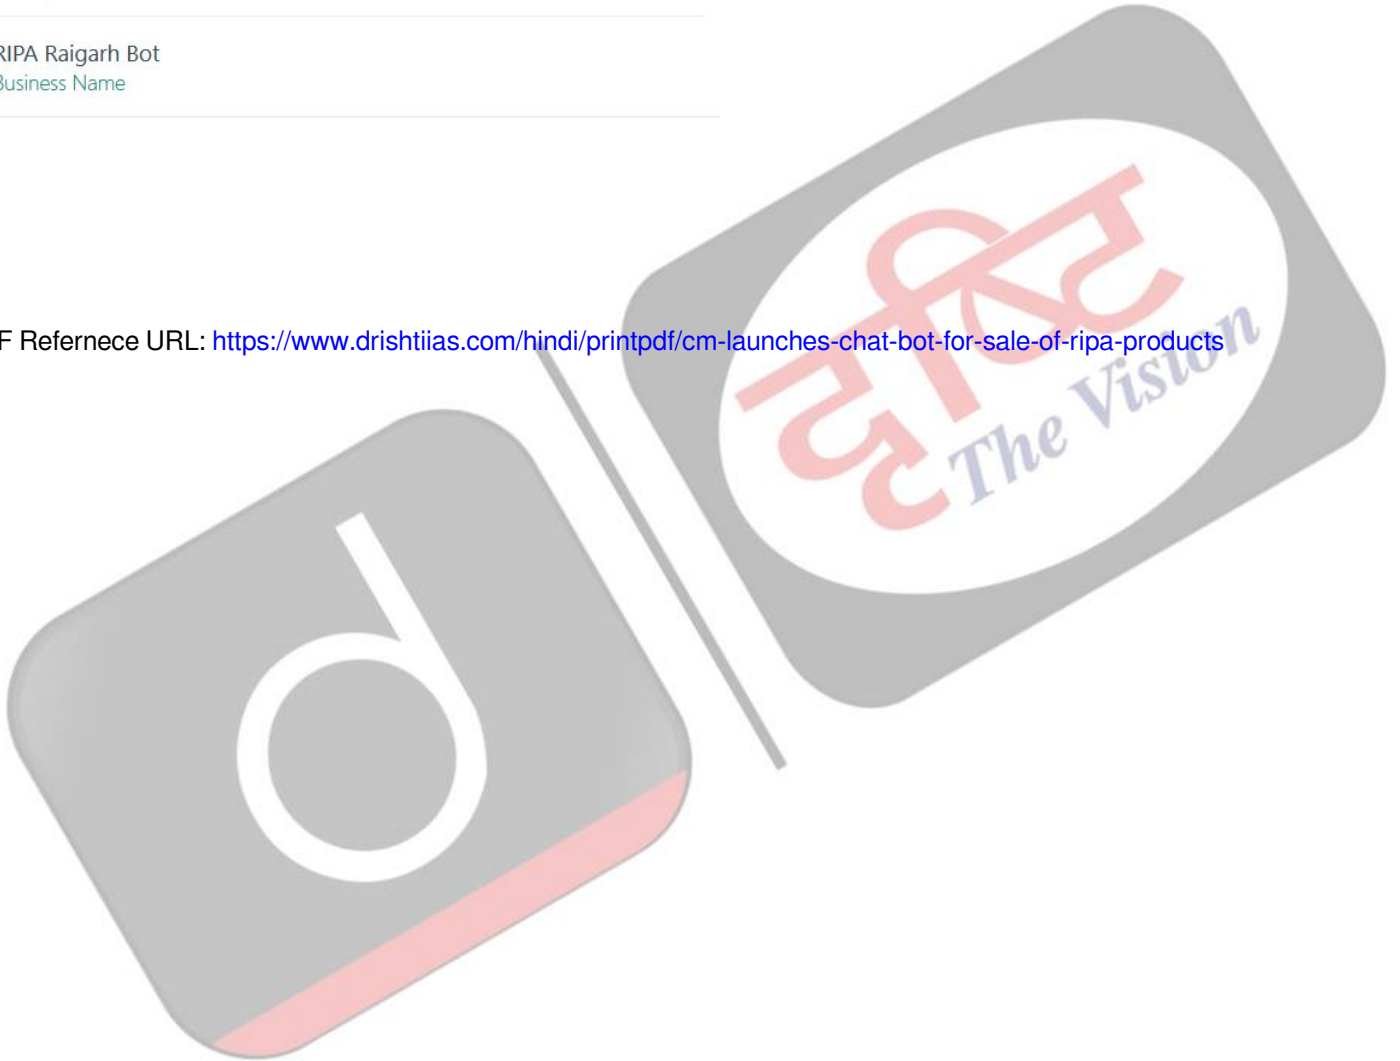 RIPA Raigarh Bot
Business Name
F Refernece URL: https://www.drishtiias.com/hindi/printpdf/cm-launches-chat-bot-for-sale-of-ripa-products
दृष्टि
The Vision
d